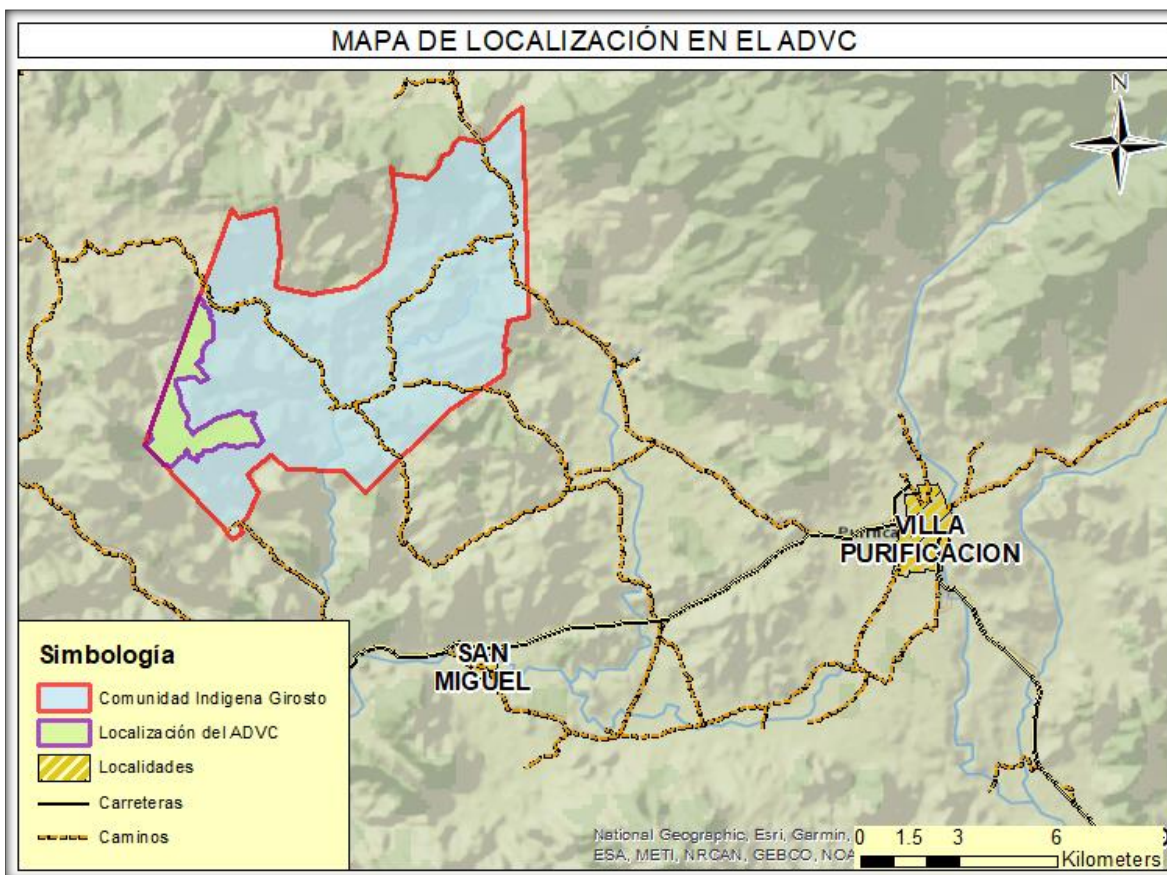 MAPA DE LOCALIZACIÓN EN EL ADVC
N
VILLA
PURIFICACION
SAN
MIGUEL
Simbología
Comunidad Indigena Girosto
Localización del ADVC
Localidades
Carreteras
Caminos
National Geographic, Esri, Garmin,
ESA, METI, NRCAN, GEBCO, NOA
0 1.5 3 6
Kilometers